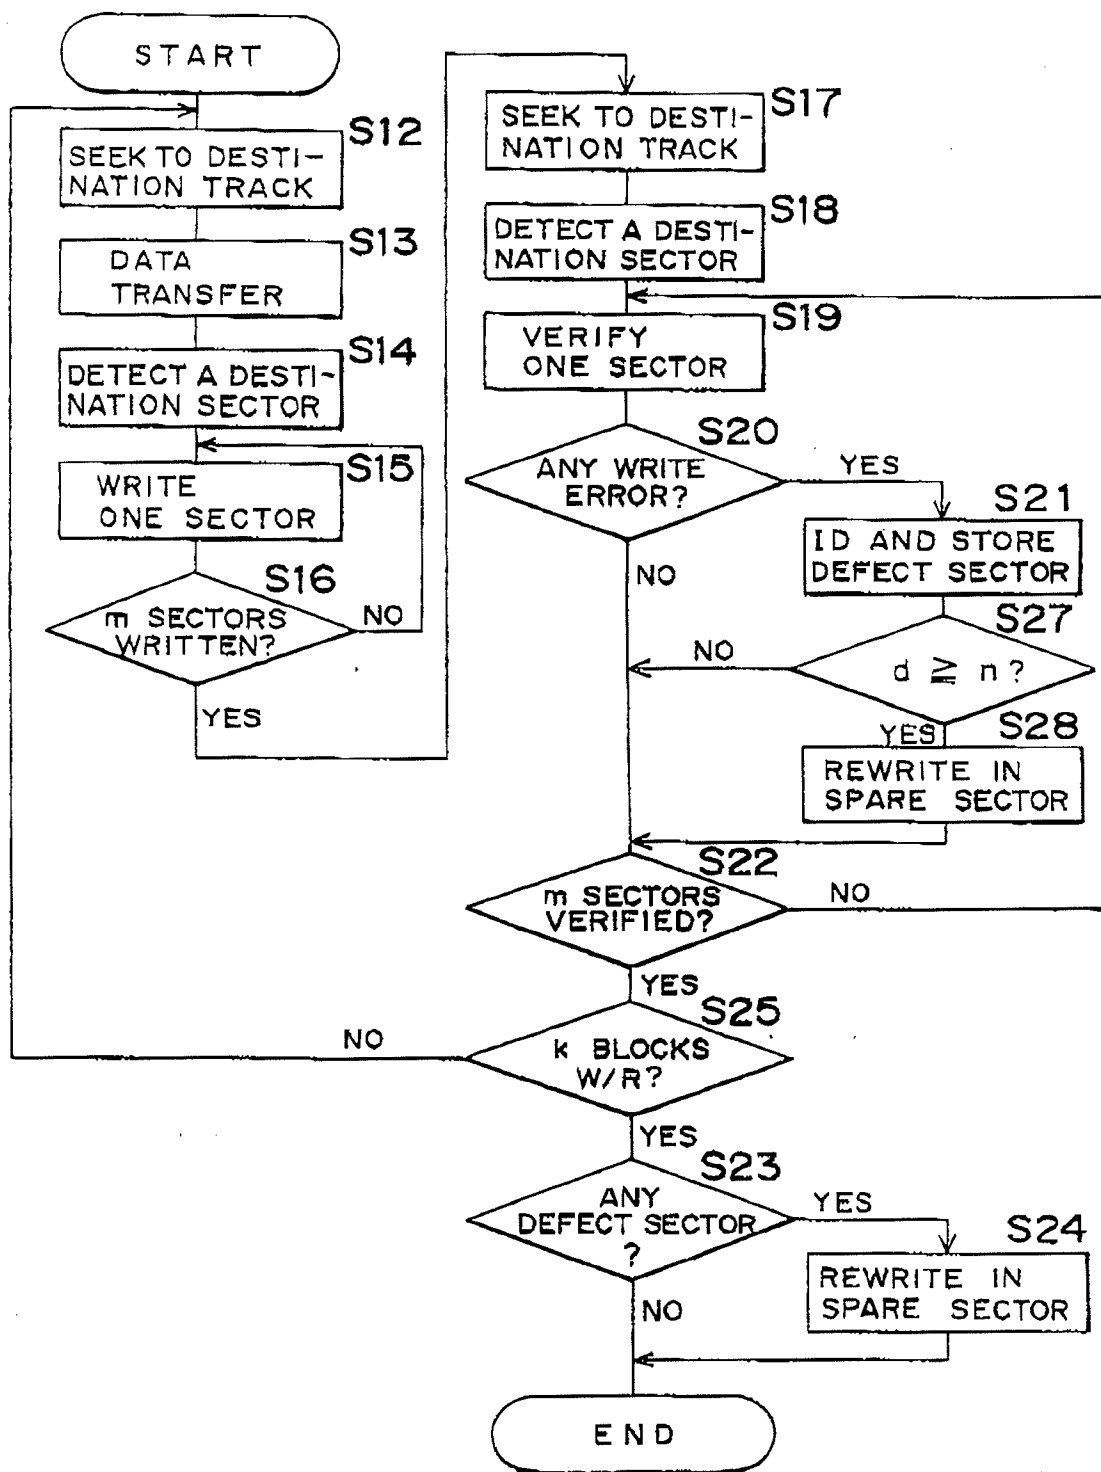 START
S12
SEEK TO DESTI-
NATION TRACK
S13
DATA
TRANSFER
S14
DETECT A DESTI-
NATION SECTOR
S15
WRITE
ONE SECTOR
S16
m SECTORS
WRITTEN?
NO
YES
S17
SEEK TO DESTI-
NATION TRACK
S18
DETECT A DESTI-
NATION SECTOR
S19
VERIFY
ONE SECTOR
S20
ANY WRITE
ERROR?
YES
NO
S21
ID AND STORE
DEFECT SECTOR
S27
d ≧ n?
NO
YES
S28
REWRITE IN
SPARE SECTOR
S22
m SECTORS
VERIFIED?
NO
YES
S25
k BLOCKS
W/R?
NO
YES
S23
ANY
DEFECT SECTOR
?
YES
NO
S24
REWRITE IN
SPARE SECTOR
END